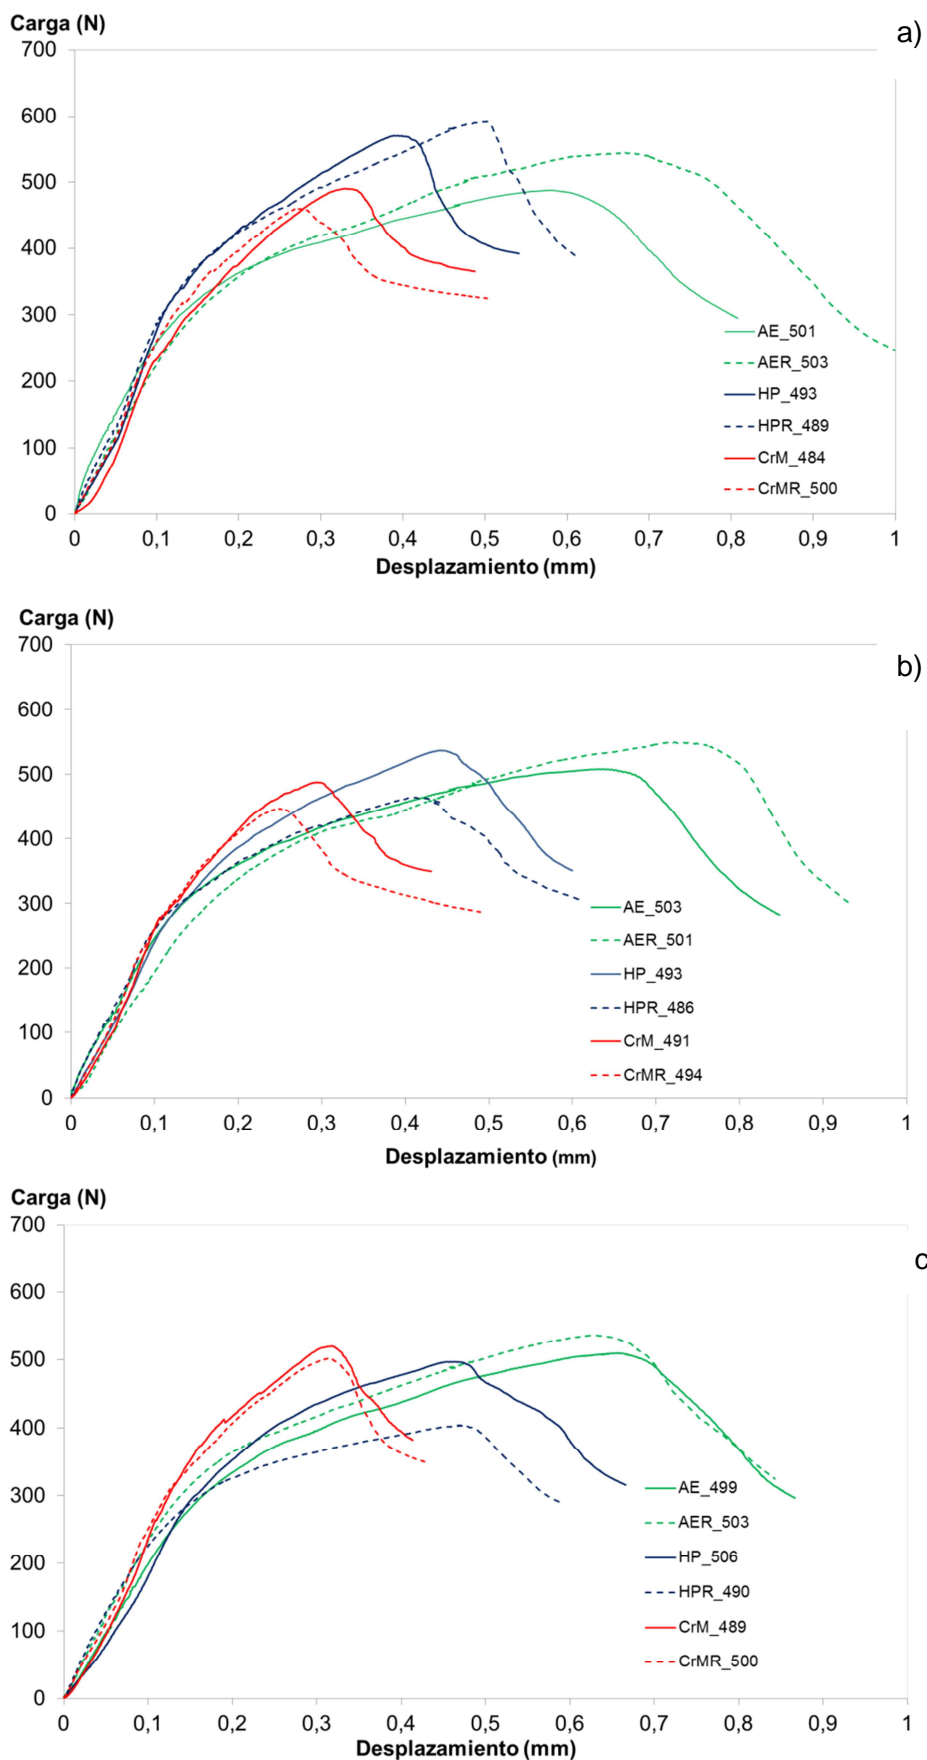 Carga (N)
a)
700
600
500
400
300
200
100
0
AE_501
AER_503
HP_493
HPR_489
CrM_484
CrMR_500
0 0,1 0,2 0,3 0,4 0,5 0,6 0,7 0,8 0,9 1
Desplazamiento (mm)
Carga (N)
b)
700
600
500
400
300
200
100
0
AE_503
AER_501
HP_493
HPR_486
CrM_491
CrMR_494
0 0,1 0,2 0,3 0,4 0,5 0,6 0,7 0,8 0,9 1
Desplazamiento (mm)
Carga (N)
c
700
600
500
400
300
200
100
0
AE_499
AER_503
HP_506
HPR_490
CrM_489
CrMR_500
0 0,1 0,2 0,3 0,4 0,5 0,6 0,7 0,8 0,9 1
Desplazamiento (mm)